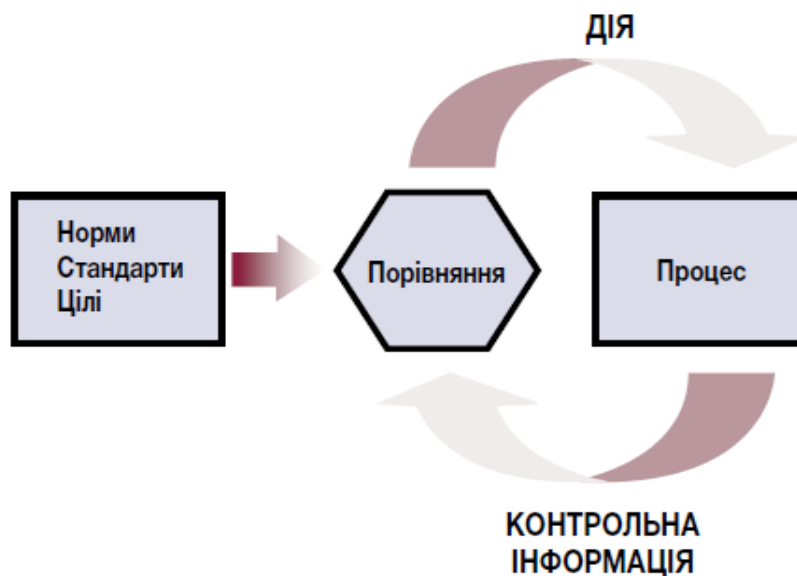 ДІЯ
Норми
Стандарти
Цілі
Порівняння
Процес
КОНТРОЛЬНА
ІНФОРМАЦІЯ